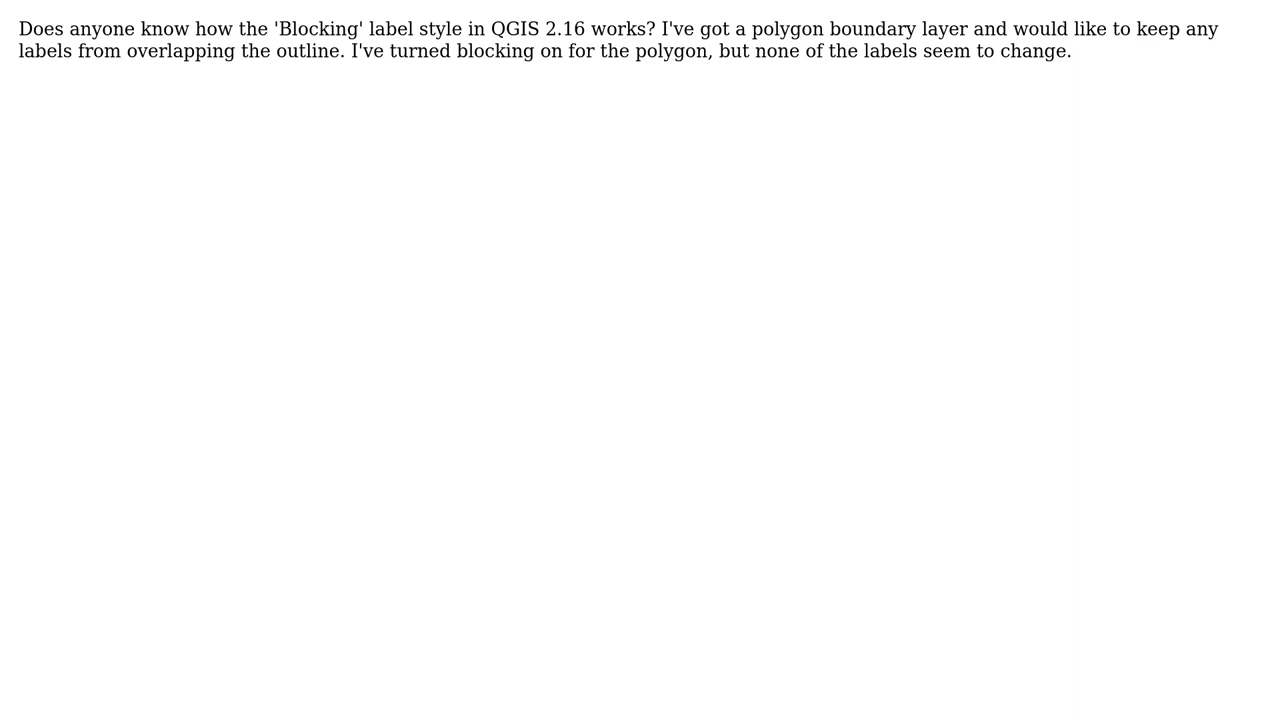 Does anyone know how the 'Blocking' label style in QGIS 2.16 works? I've got a polygon boundary layer and would like to keep any
labels from overlapping the outline. I've turned blocking on for the polygon, but none of the labels seem to change.